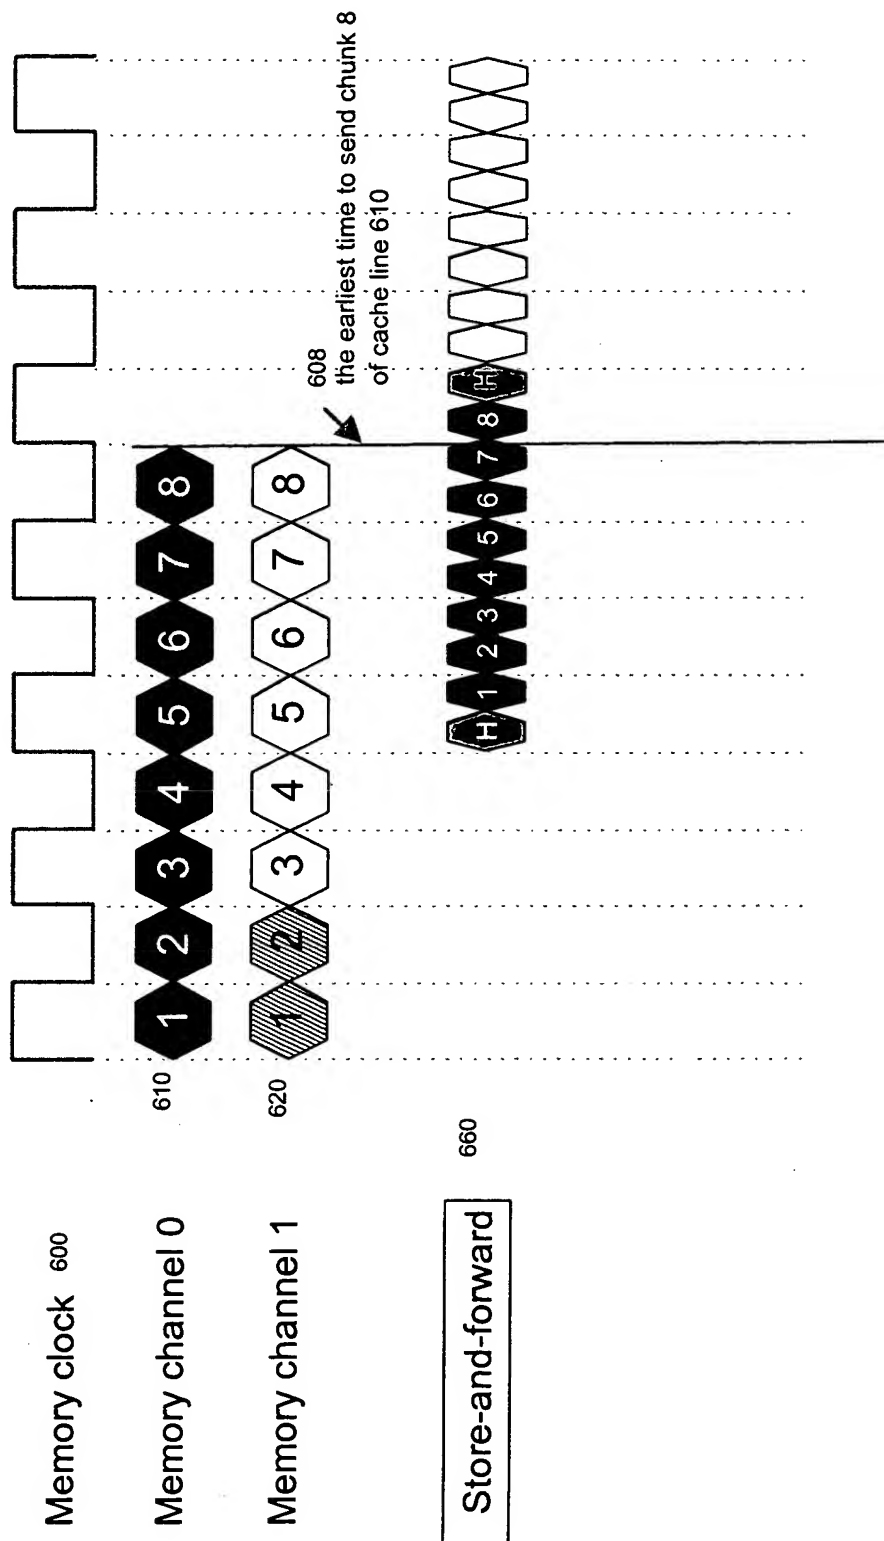 Memory clock 600
Memory channel 0 610 1 2 3 4 5 6 7 8
Memory channel 1 620 1 2 3 4 5 6 7 8
608
the earliest time to send chunk 8
of cache line 610
Store-and-forward 660 H 1 2 3 4 5 6 7 8 H